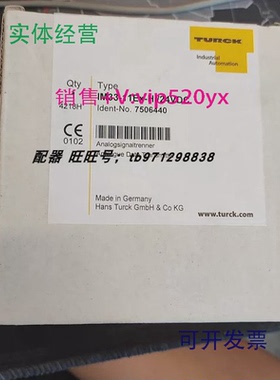 实体经营
TURCK
Industrial
Automation
Qty
Type
4218H
Ident-No. 7506440
销售+V:vip520yx
CE
0102
Analogsignaltrenner
配器 旺旺号：tb971298838
Made in Germany
Hans Turck GmbH & Co KG
www.turck.com
可开发票